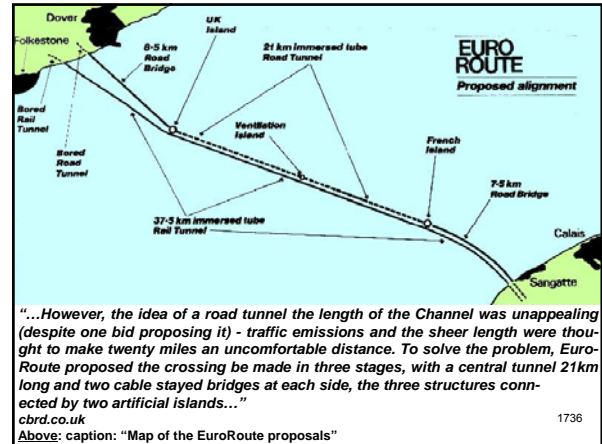 Dover
Folkestone
8·5 km
Road
Bridge
UK
Island
21 km immersed tube
Road Tunnel
EURO
ROUTE
Proposed alignment
Bored
Rail
Tunnel
Bored
Road
Tunnel
Ventilation
Island
French
Island
7·5 km
Road Bridge
37·5 km immersed tube
Rail Tunnel
Calais
Sangatte
“…However, the idea of a road tunnel the length of the Channel was unappealing
(despite one bid proposing it) - traffic emissions and the sheer length were thou-
ght to make twenty miles an uncomfortable distance. To solve the problem, Euro-
Route proposed the crossing be made in three stages, with a central tunnel 21km
long and two cable stayed bridges at each side, the three structures conn-
ected by two artificial islands…”
cbrd.co.uk
1736
Above: caption: “Map of the EuroRoute proposals”